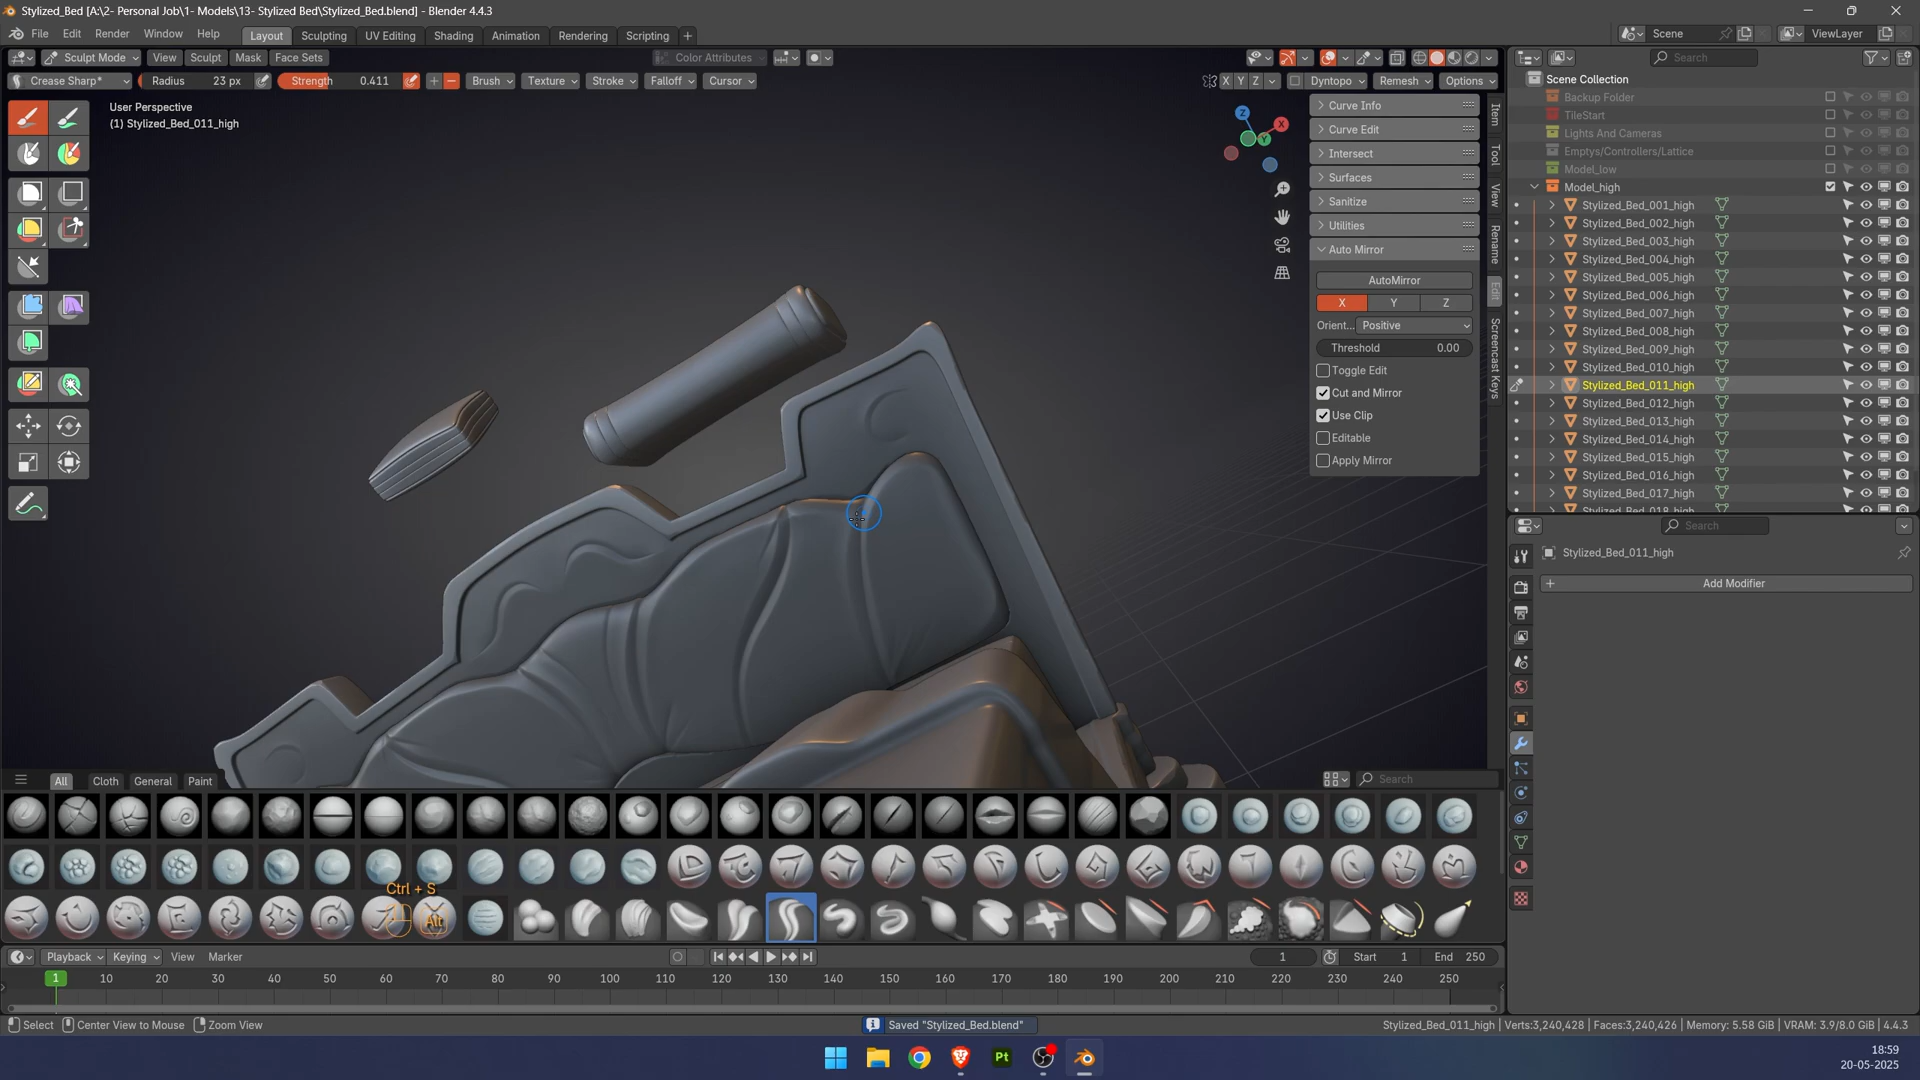 Stylized_Bed [A:\2- Personal Job\1- Models\13- Stylized Bed\Stylized_Bed.blend] - Blender 4.4.3
File Edit Render Window Help Layout Sculpting UV Editing Shading Animation Rendering Scripting + Scene ViewLayer
Sculpt Mode View Sculpt Mask Face Sets Color Attributes Search
Crease Sharp* Radius 23 px Strength 0.411 Brush Texture Stroke Falloff Cursor X Y Z Dyntopo Remesh Options
User Perspective
(1) Stylized_Bed_011_high
Z
X
Y
Curve Info
Curve Edit
Intersect
Surfaces
Sanitize
Utilities
Auto Mirror
AutoMirror
X Y Z
Orient... Positive
Threshold 0.00
Toggle Edit
Cut and Mirror
Use Clip
Editable
Apply Mirror
Item
Tool
View
Rename
Edit
Screencast Keys
Scene Collection
Backup Folder
TileStart
Lights And Cameras
Emptys/Controllers/Lattice
Model_low
Model_high
Stylized_Bed_001_high
Stylized_Bed_002_high
Stylized_Bed_003_high
Stylized_Bed_004_high
Stylized_Bed_005_high
Stylized_Bed_006_high
Stylized_Bed_007_high
Stylized_Bed_008_high
Stylized_Bed_009_high
Stylized_Bed_010_high
Stylized_Bed_011_high
Stylized_Bed_012_high
Stylized_Bed_013_high
Stylized_Bed_014_high
Stylized_Bed_015_high
Stylized_Bed_016_high
Stylized_Bed_017_high
Stylized_Bed_018_high
Search
Stylized_Bed_011_high
+ Add Modifier
All Cloth General Paint Search
Ctrl + S
Alt
Playback Keying View Marker 1 Start 1 End 250
1 10 20 30 40 50 60 70 80 90 100 110 120 130 140 150 160 170 180 190 200 210 220 230 240 250
Select Center View to Mouse Zoom View Saved "Stylized_Bed.blend" Stylized_Bed_011_high | Verts:3,240,428 | Faces:3,240,426 | Memory: 5.58 GiB | VRAM: 3.9/8.0 GiB | 4.4.3
Pt
18:59
20-05-2025